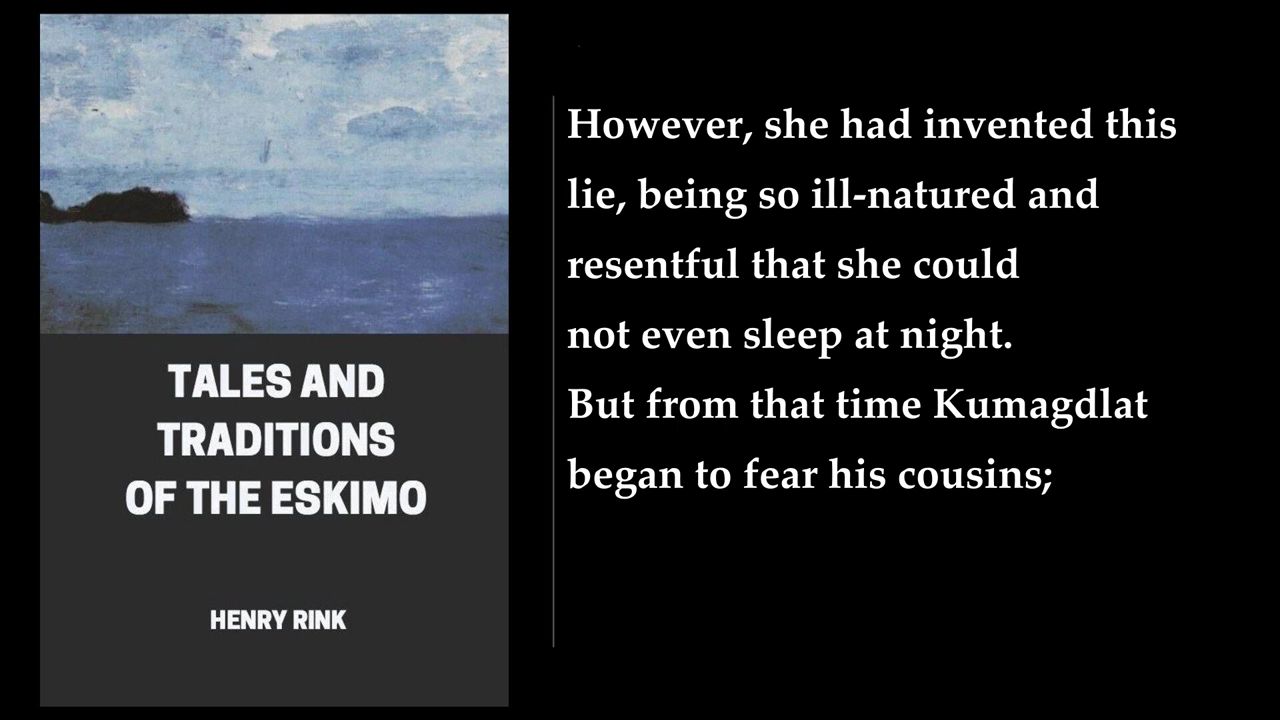 TALES AND
TRADITIONS
OF THE ESKIMO
HENRY RINK
However, she had invented this
lie, being so ill-natured and
resentful that she could
not even sleep at night.
But from that time Kumagdlat
began to fear his cousins;